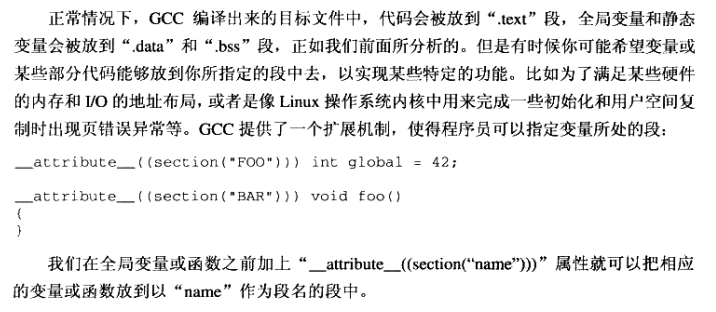 正常情况下，GCC 编译出来的目标文件中，代码会被放到“.text”段，全局变量和静态
变量会被放到“.data”和“.bss”段，正如我们前面所分析的。但是有时候你可能希望变量或
某些部分代码能够放到你所指定的段中去，以实现某些特定的功能。比如为了满足某些硬件
的内存和 I/O 的地址布局，或者是像 Linux 操作系统内核中用来完成一些初始化和用户空间复
制时出现页错误异常等。GCC 提供了一个扩展机制，使得程序员可以指定变量所处的段：
__attribute__((section("FOO"))) int global = 42;
__attribute__((section("BAR"))) void foo()
{
}
我们在全局变量或函数之前加上“__attribute__((section(“name”)))”属性就可以把相应
的变量或函数放到以“name”作为段名的段中。